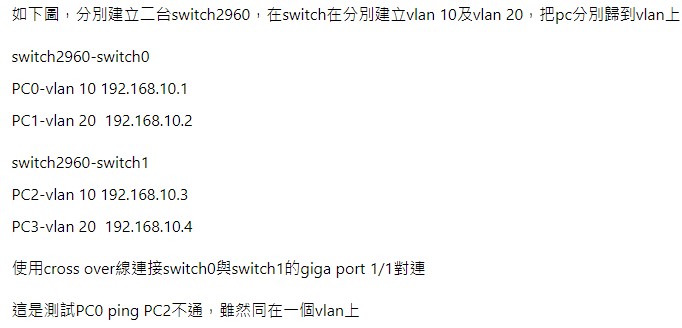 如下圖，分別建立二台switch2960，在switch在分別建立vlan 10及vlan 20，把pc分別歸到vlan上
switch2960-switch0
PC0-vlan 10 192.168.10.1
PC1-vlan 20  192.168.10.2
switch2960-switch1
PC2-vlan 10 192.168.10.3
PC3-vlan 20  192.168.10.4
使用cross over線連接switch0與switch1的giga port 1/1對連
這是測試PC0 ping PC2不通，雖然同在一個vlan上